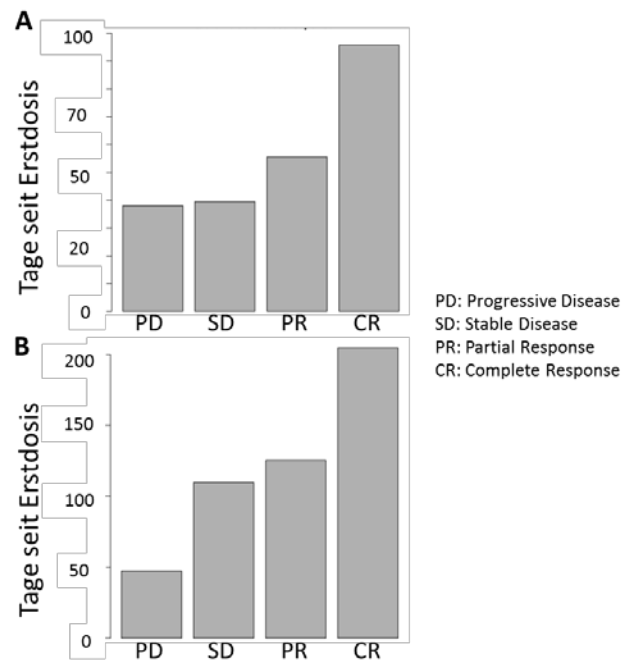 A
Tage seit Erstdosis
100
70
50
20
0
PD SD PR CR
PD: Progressive Disease
SD: Stable Disease
PR: Partial Response
CR: Complete Response
B
Tage seit Erstdosis
200
150
100
50
0
PD SD PR CR